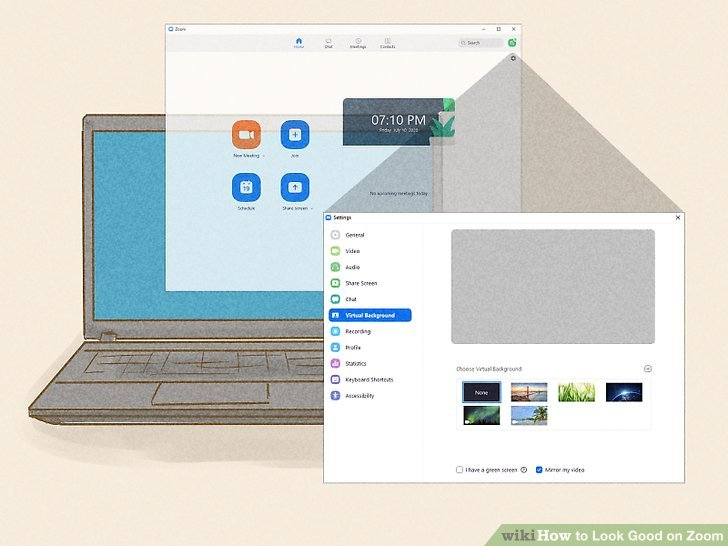 Zoom
Home
Chat
Meetings
Contacts
Search
07:10 PM
Friday, July 10, 2020
New Meeting
Join
Schedule
19
Share screen
No upcoming meetings today
Settings
General
Video
Audio
Share Screen
Chat
Virtual Background
Recording
Profile
Statistics
Keyboard Shortcuts
Accessibility
Choose Virtual Background
None
I have a green screen
Mirror my video
wikiHow to Look Good on Zoom